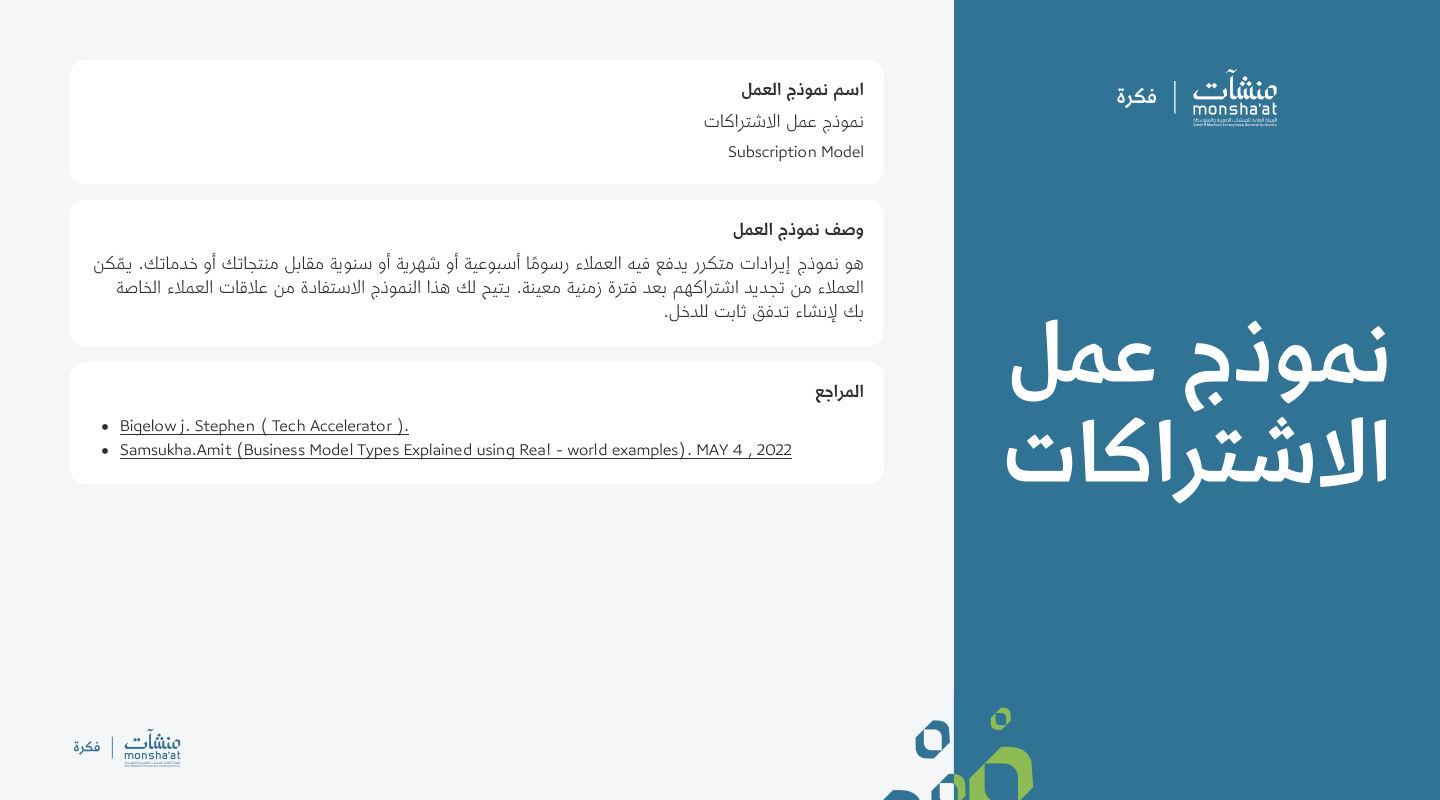 منشآت
monsha'at
الهيئة العامة للمنشآت الصغيرة والمتوسطة
Small & Medium Enterprises General Authority
فكرة
نموذج عمل
الاشتراكات
اسم نموذج العمل
نموذج عمل الاشتراكات
Subscription Model
وصف نموذج العمل
هو نموذج إيرادات متكرر يدفع فيه العملاء رسومًا أسبوعية أو شهرية أو سنوية مقابل منتجاتك أو خدماتك. يمّكن
العملاء من تجديد اشتراكهم بعد فترة زمنية معينة. يتيح لك هذا النموذج الاستفادة من علاقات العملاء الخاصة
بك لإنشاء تدفق ثابت للدخل.
المراجع
• Bigelow j. Stephen ( Tech Accelerator ).
• Samsukha.Amit (Business Model Types Explained using Real - world examples). MAY 4 , 2022
منشآت
monsha'at
فكرة